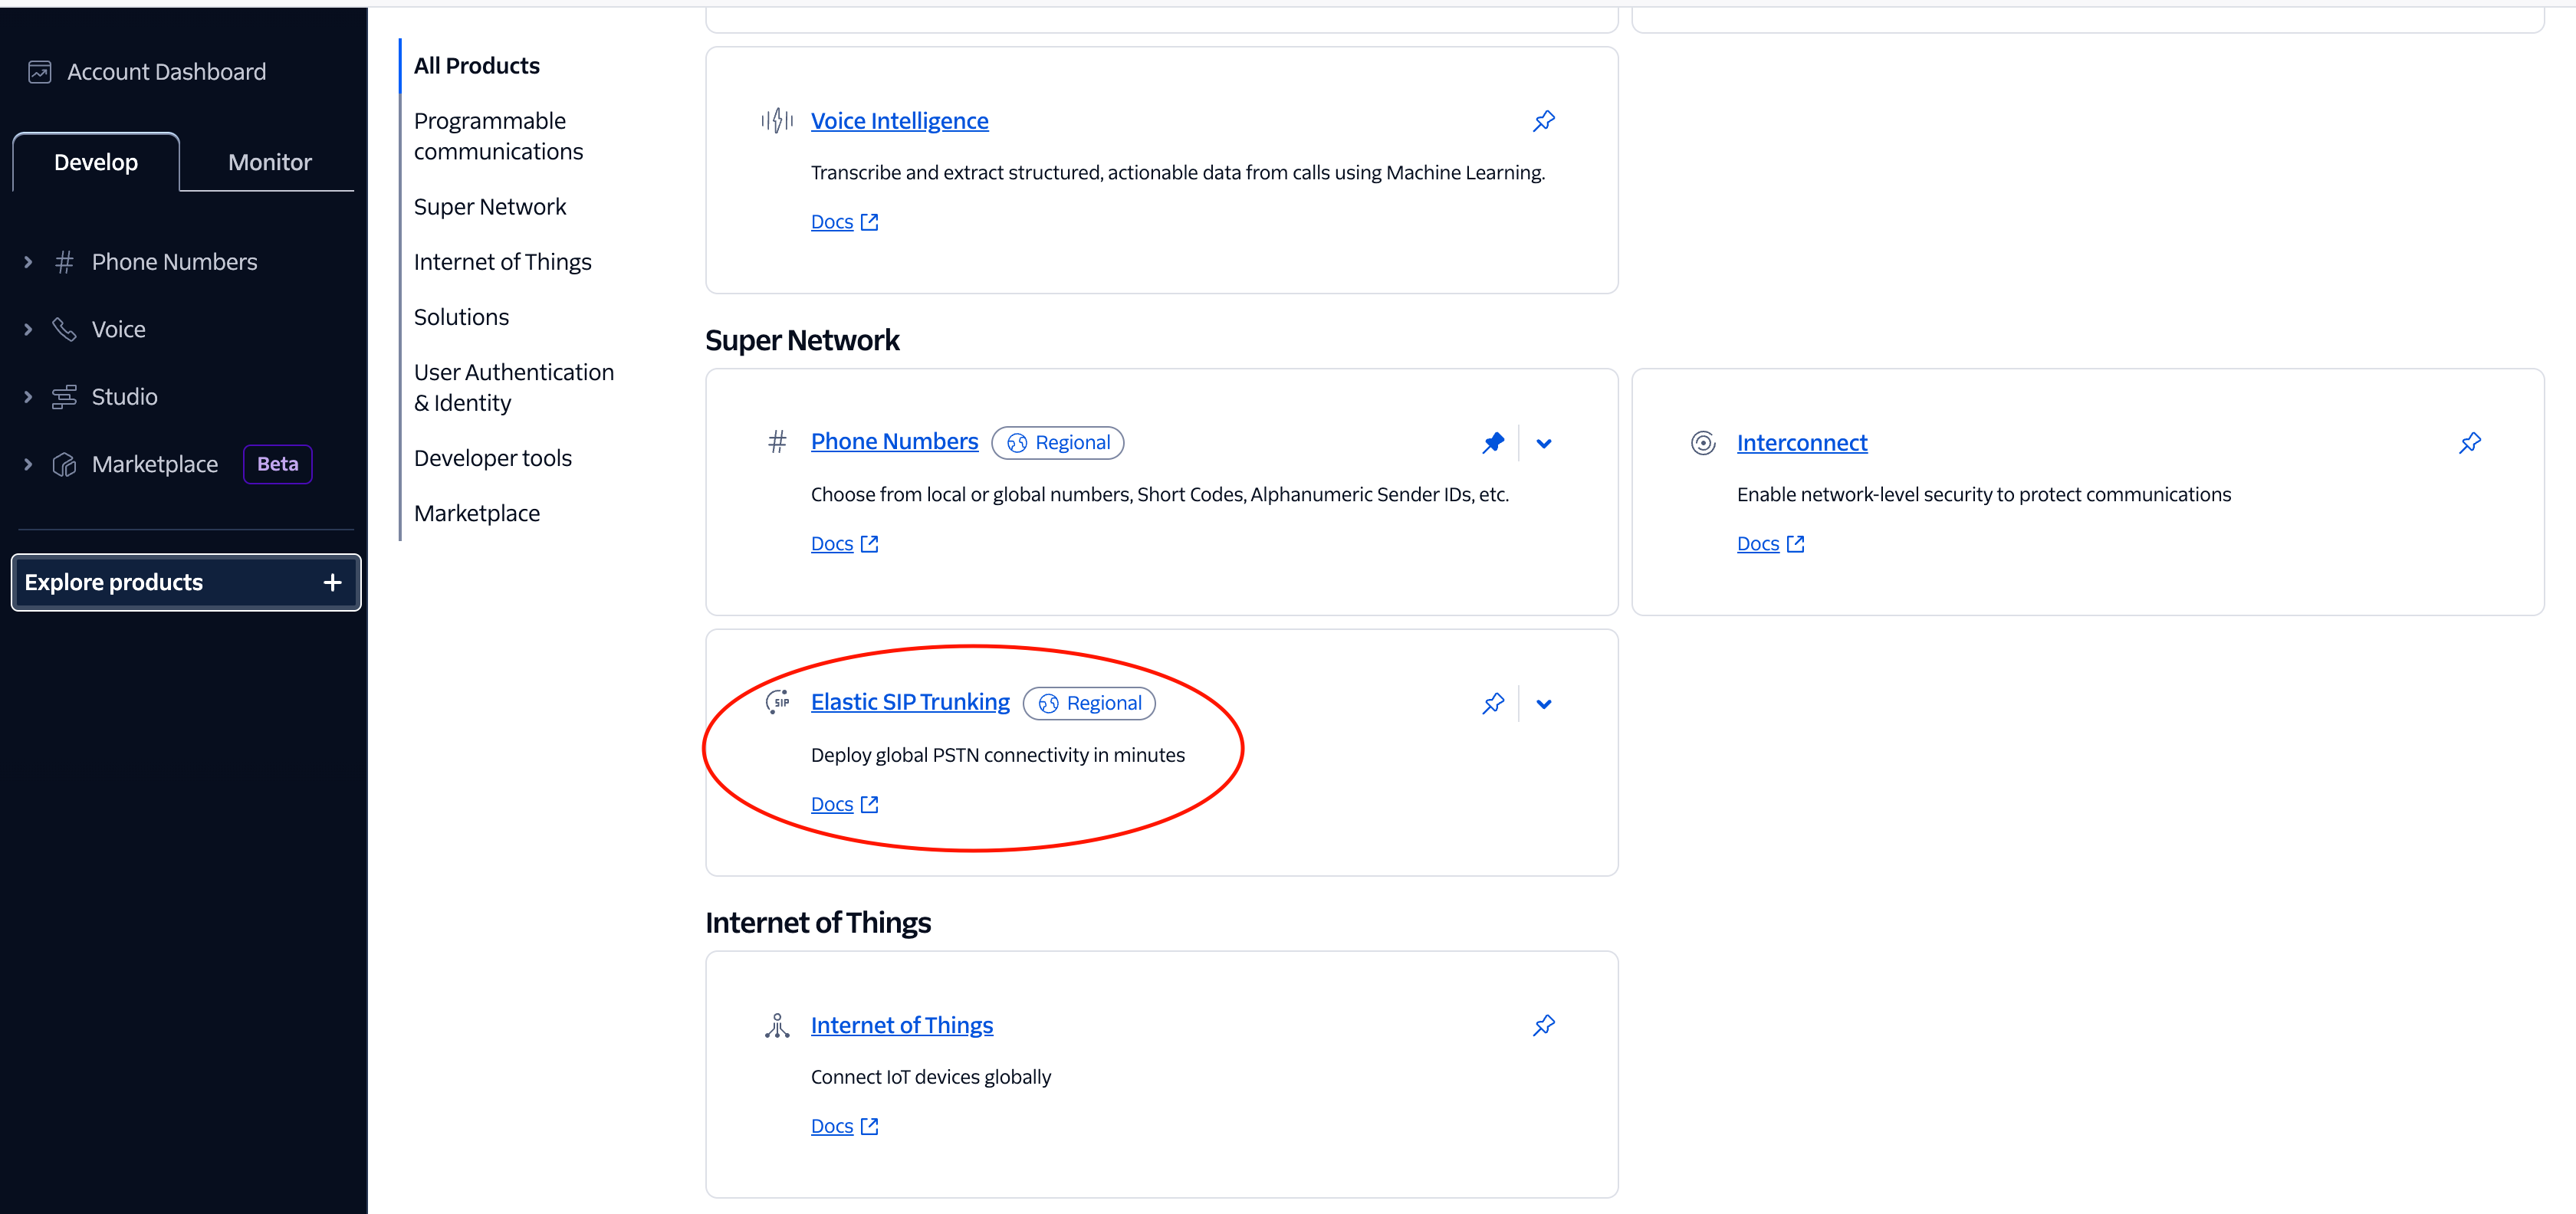 Account Dashboard
Develop
Monitor
Phone Numbers
Voice
Studio
Marketplace
Beta
Explore products
All Products
Programmable
communications
Super Network
Internet of Things
Solutions
User Authentication
& Identity
Developer tools
Marketplace
Voice Intelligence
Transcribe and extract structured, actionable data from calls using Machine Learning.
Docs
Super Network
Phone Numbers
Regional
Choose from local or global numbers, Short Codes, Alphanumeric Sender IDs, etc.
Docs
Interconnect
Enable network-level security to protect communications
Docs
SIP
Elastic SIP Trunking
Regional
Deploy global PSTN connectivity in minutes
Docs
Internet of Things
Internet of Things
Connect IoT devices globally
Docs